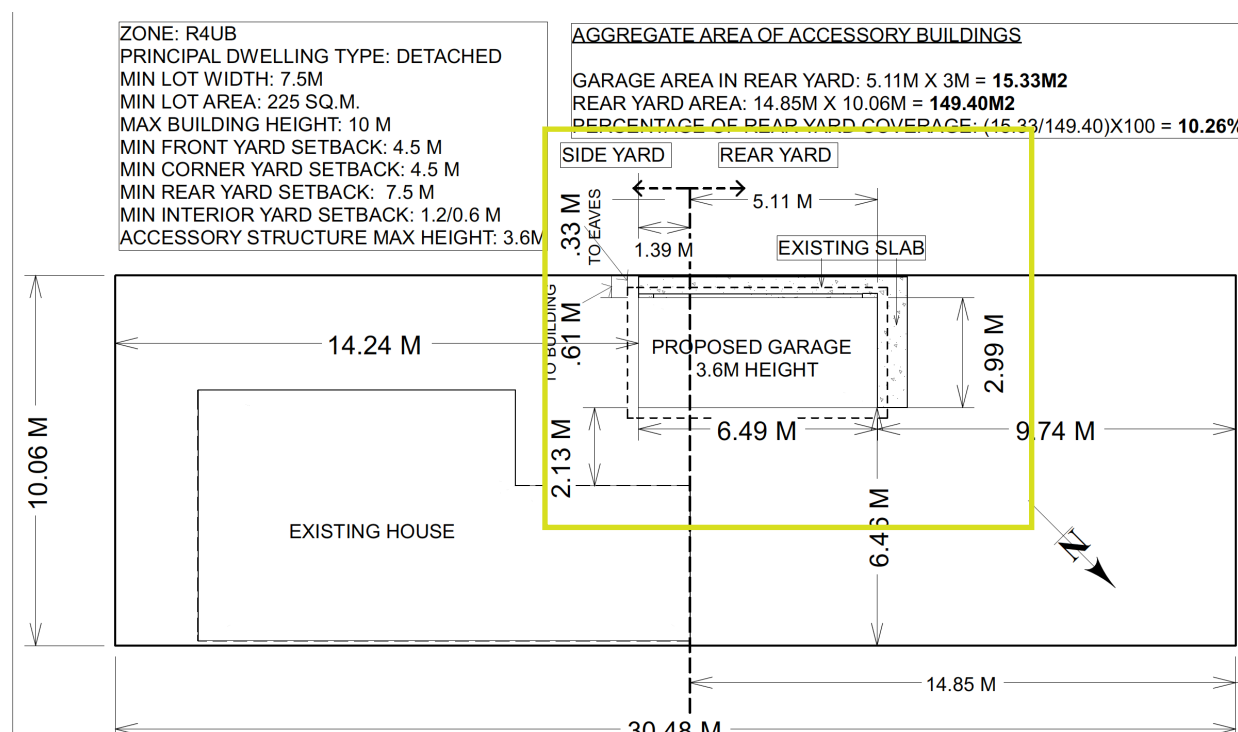 ZONE: R4UB
PRINCIPAL DWELLING TYPE: DETACHED
MIN LOT WIDTH: 7.5M
MIN LOT AREA: 225 SQ.M.
MAX BUILDING HEIGHT: 10 M
MIN FRONT YARD SETBACK: 4.5 M
MIN CORNER YARD SETBACK: 4.5 M
MIN REAR YARD SETBACK: 7.5 M
MIN INTERIOR YARD SETBACK: 1.2/0.6 M
ACCESSORY STRUCTURE MAX HEIGHT: 3.6M
AGGREGATE AREA OF ACCESSORY BUILDINGS
GARAGE AREA IN REAR YARD: 5.11M X 3M = 15.33M2
REAR YARD AREA: 14.85M X 10.06M = 149.40M2
PERCENTAGE OF REAR YARD COVERAGE: (15.33/149.40)X100 = 10.26%
SIDE YARD
REAR YARD
5.11 M
.33 M
TO EAVES
1.39 M
EXISTING SLAB
TO BUILDING
.61 M
14.24 M
PROPOSED GARAGE
3.6M HEIGHT
2.99 M
6.49 M
9.74 M
2.13 M
10.06 M
EXISTING HOUSE
6.46 M
N
14.85 M
30.48 M